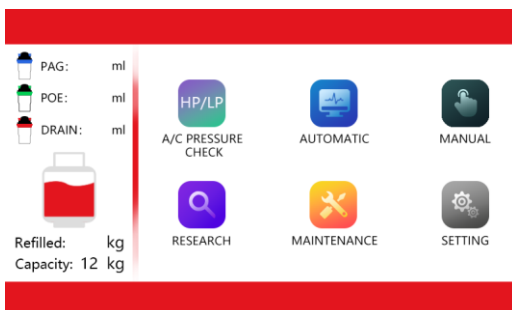 PAG: ml
POE: ml
DRAIN: ml
Refilled: kg
Capacity: 12 kg
HP/LP
A/C PRESSURE
CHECK
AUTOMATIC
MANUAL
RESEARCH
MAINTENANCE
SETTING